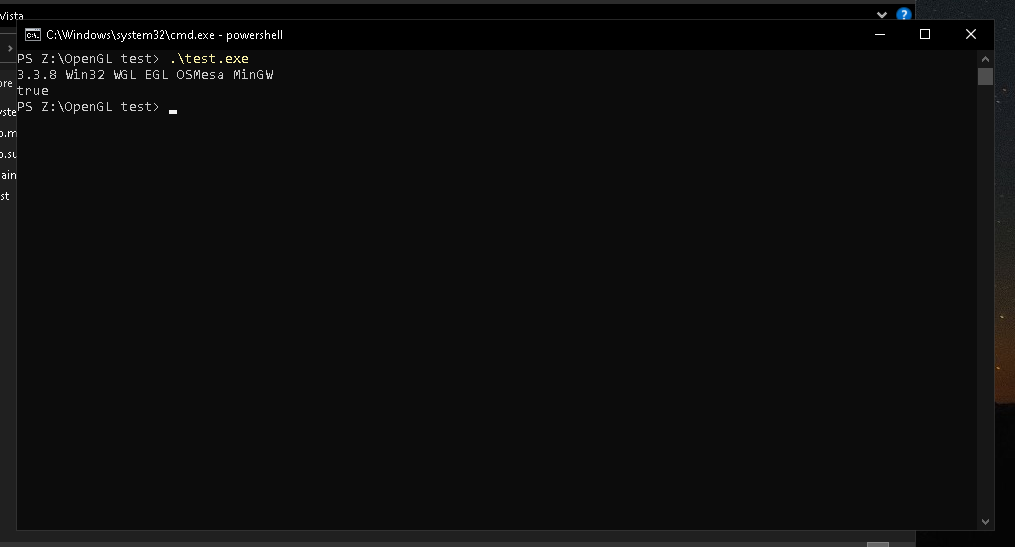 Vista
C:\Windows\system32\cmd.exe - powershell
PS Z:\OpenGL test> .\test.exe
3.3.8 Win32 WGL EGL OSMesa MinGW
true
PS Z:\OpenGL test>
ore
yste
o.m
o.su
ain
st